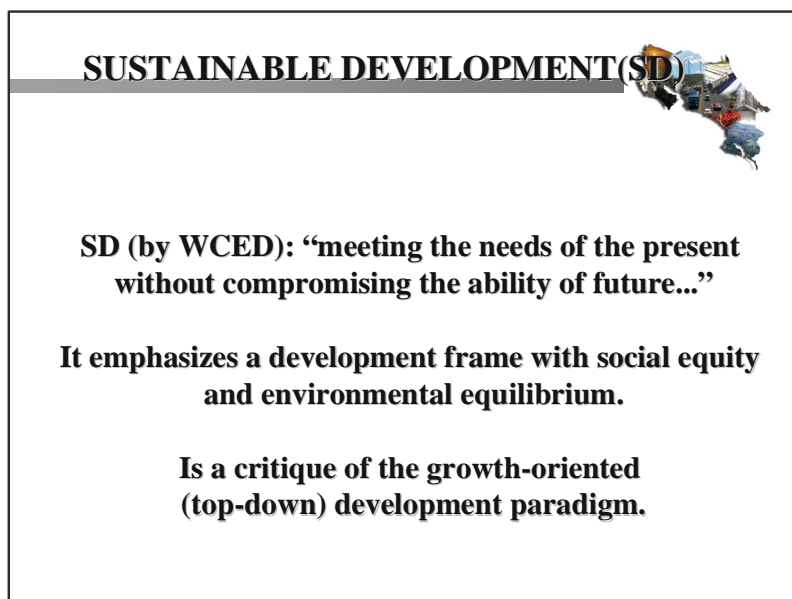 SUSTAINABLE DEVELOPMENT(SD)
SD (by WCED): “meeting the needs of the present
without compromising the ability of future...”
It emphasizes a development frame with social equity
and environmental equilibrium.
Is a critique of the growth-oriented
(top-down) development paradigm.